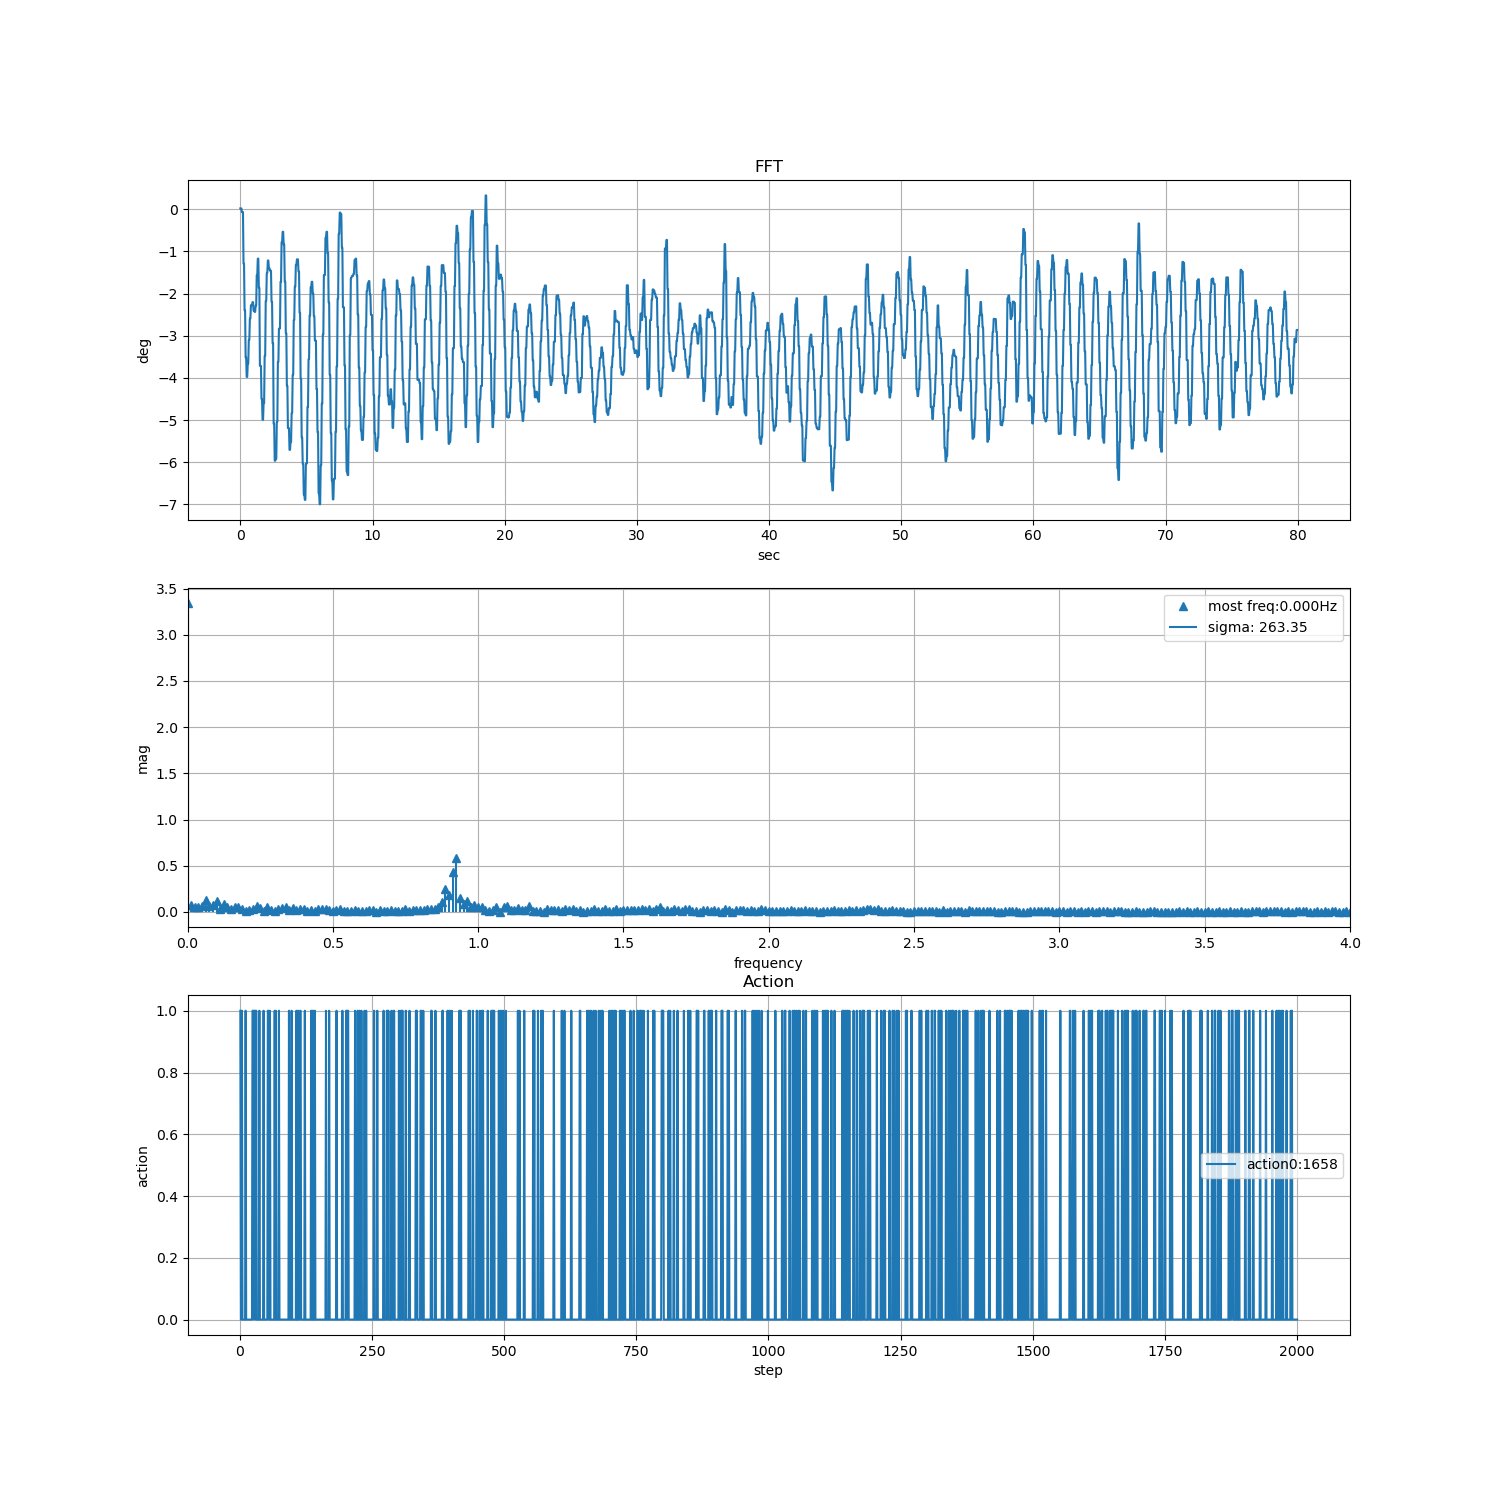 FFT
0
−1
−2
−3
−4
−5
−6
−7
deg
0 10 20 30 40 50 60 70 80
sec
3.5
3.0
2.5
2.0
1.5
1.0
0.5
0.0
mag
most freq:0.000Hz
sigma: 263.35
0.0 0.5 1.0 1.5 2.0 2.5 3.0 3.5 4.0
frequency
Action
1.0
0.8
0.6
0.4
0.2
0.0
action
action0:1658
0 250 500 750 1000 1250 1500 1750 2000
step